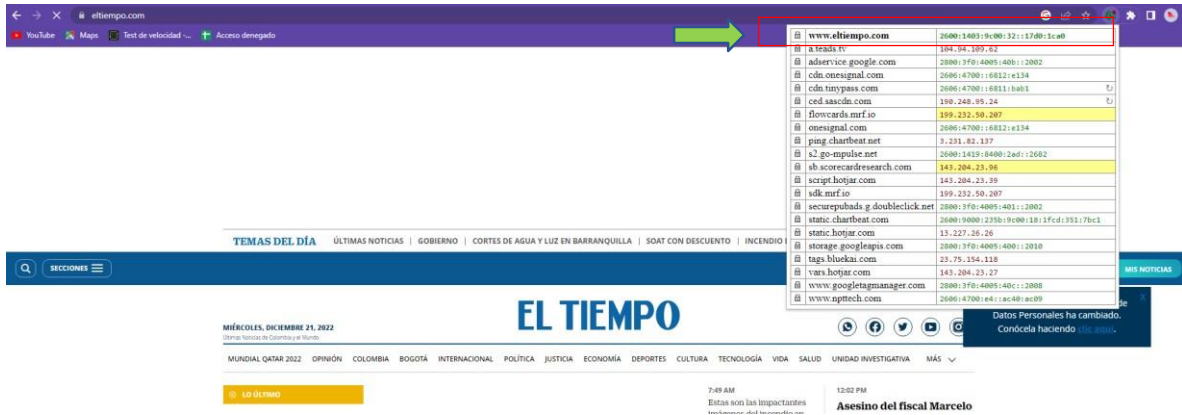 eltiempo.com
YouTube Maps Test de velocidad -... Acceso denegado
www.eltiempo.com 2600:1403:9c00:32::17d0:1ca0
a.teads.tv 104.94.109.62
adservice.google.com 2800:3f0:4005:40b::2002
cdn.onesignal.com 2606:4700::6812:e134
cdn.tinypass.com 2606:4700::6811:bab1
ced.sascdn.com 190.248.95.24
flowcards.mrf.io 199.232.50.207
onesignal.com 2606:4700::6812:e134
ping.chartbeat.net 3.231.82.137
s2.go-mpulse.net 2600:1419:8400:2ad::2682
sb.scorecardresearch.com 143.204.23.96
script.hotjar.com 143.204.23.39
sdk.mrf.io 199.232.50.207
securepubads.g.doubleclick.net 2800:3f0:4005:401::2002
static.chartbeat.com 2600:9000:235b:9c00:18:1fcd:351:7bc1
static.hotjar.com 13.227.26.26
storage.googleapis.com 2800:3f0:4005:400::2010
tags.bluekai.com 23.75.154.118
vars.hotjar.com 143.204.23.27
www.googletagmanager.com 2800:3f0:4005:40c::2008
www.npttech.com 2606:4700:e4::ac40:ac09
TEMAS DEL DÍA ÚLTIMAS NOTICIAS | GOBIERNO | CORTES DE AGUA Y LUZ EN BARRANQUILLA | SOAT CON DESCUENTO | INCENDIO
SECCIONES MIS NOTICIAS
de X
Datos Personales ha cambiado.
Conócela haciendo clic aquí.
EL TIEMPO
MIÉRCOLES, DICIEMBRE 21, 2022
Últimas Noticias de Colombia y el Mundo
MUNDIAL QATAR 2022 OPINIÓN COLOMBIA BOGOTÁ INTERNACIONAL POLÍTICA JUSTICIA ECONOMÍA DEPORTES CULTURA TECNOLOGÍA VIDA SALUD UNIDAD INVESTIGATIVA MÁS
LO ÚLTIMO
7:49 AM
Estas son las impactantes
imágenes del incendio en
12:02 PM
Asesino del fiscal Marcelo